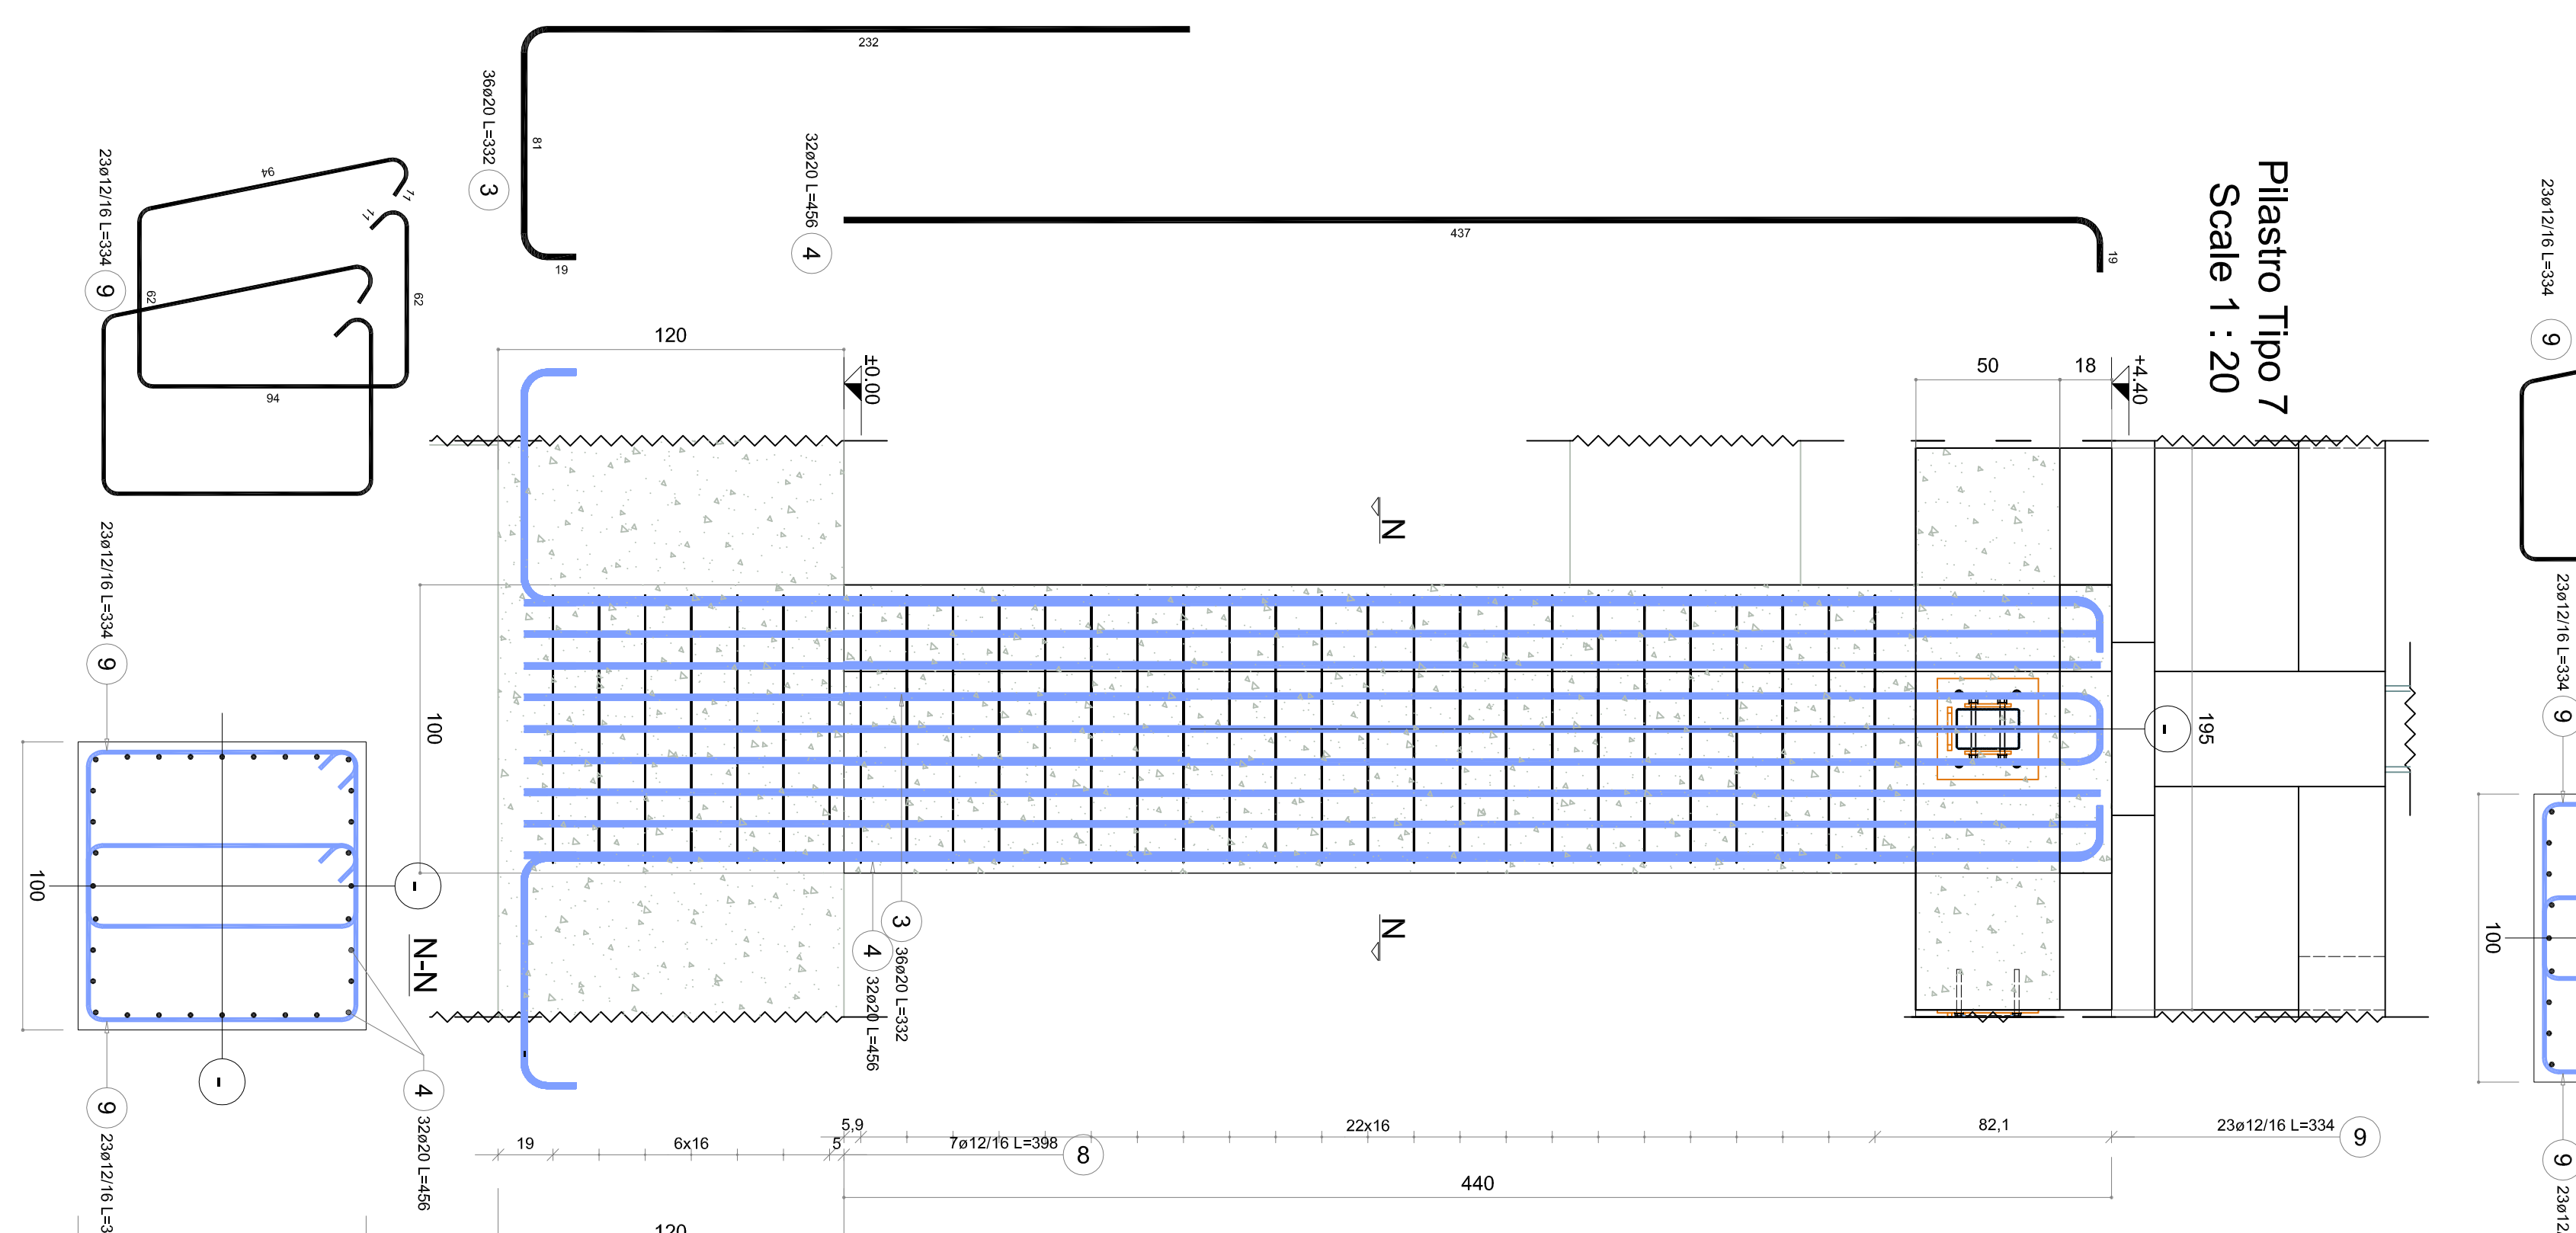 Pilastro Tipo 7
Scale 1 : 20
232
36ø20 L=332
3
81
19
32ø20 L=456
4
437
19
23ø12/16 L=334
9
94
11
11
62
62
94
120
±0.00
50
18
+4.40
23ø12/16 L=334
9
N
N
100
195
-
3
36ø20 L=332
4
32ø20 L=456
23ø12/16 L=334
9
100
-
N-N
-
4
32ø20 L=456
9
23ø12/16 L=3
19
6x16
5
5,9
7ø12/16 L=398
8
22x16
82,1
23ø12/16 L=334
9
440
120
23ø12/16 L=334
9
100
9
23ø12